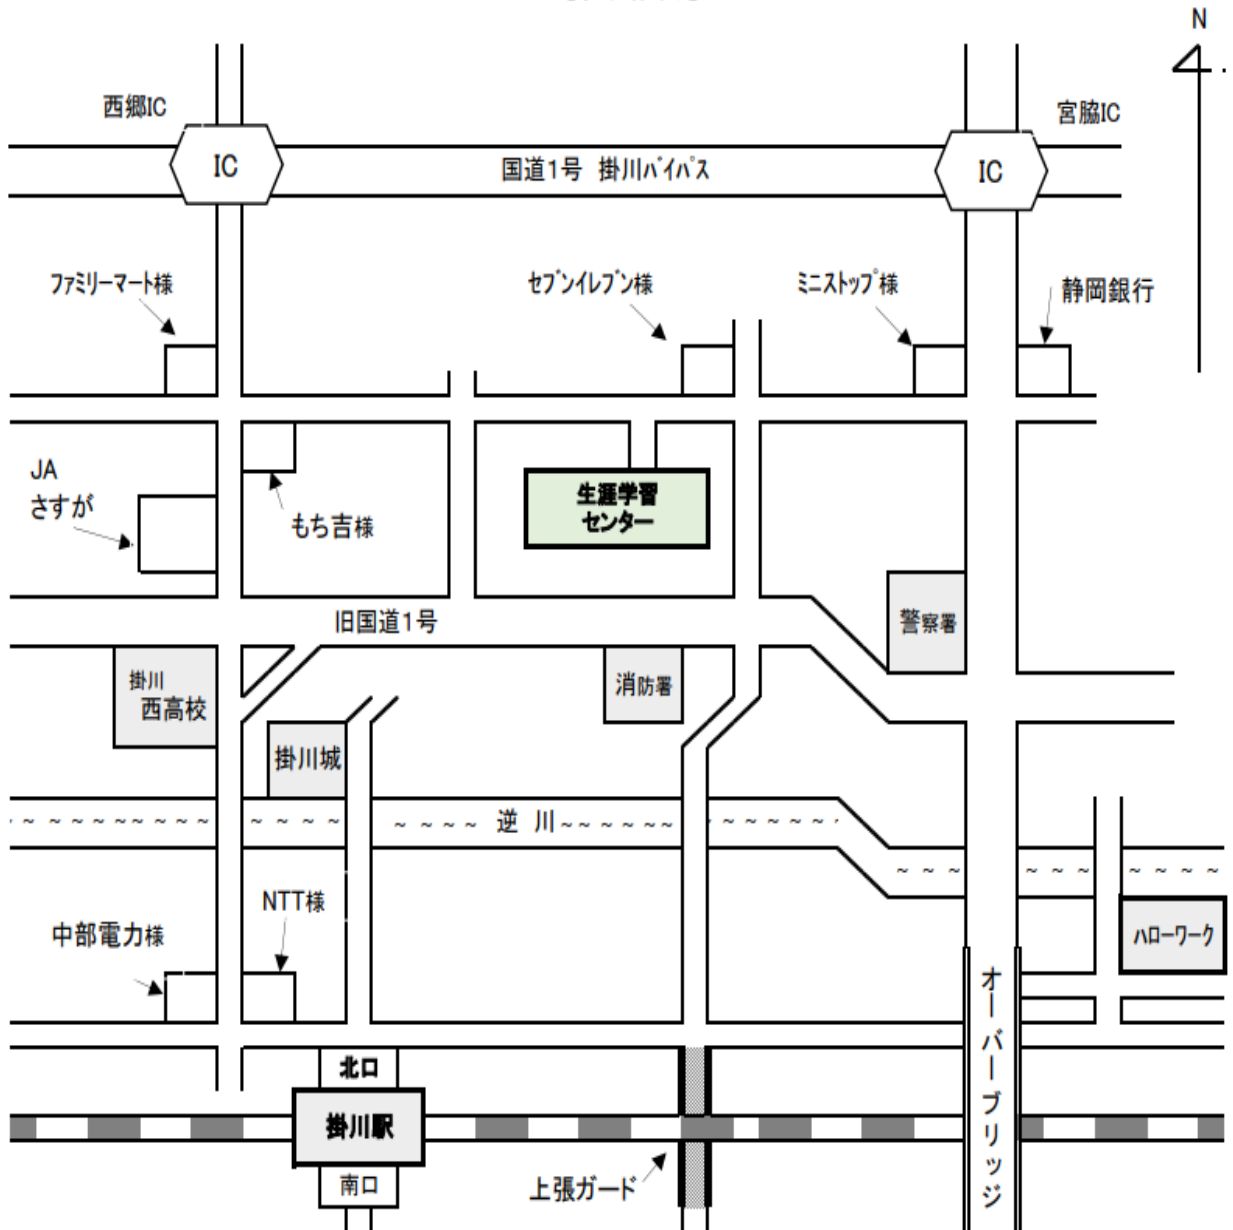 N
西郷IC
宮脇IC
IC
国道1号 掛川バイパス
IC
ファミリーマート様
セブンイレブン様
ミニストップ様
静岡銀行
JA
さすが
もち吉様
生涯学習
センター
旧国道1号
警察署
掛川
西高校
消防署
掛川城
逆 川
NTT様
中部電力様
ハローワーク
オーバーブリッジ
北口
掛川駅
南口
上張ガード